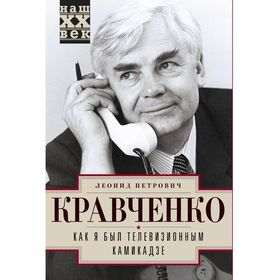 наш
XX
век
ЛЕОНИД ПЕТРОВИЧ
КРАВЧЕНКО
КАК Я БЫЛ ТЕЛЕВИЗИОННЫМ
КАМИКАДЗЕ